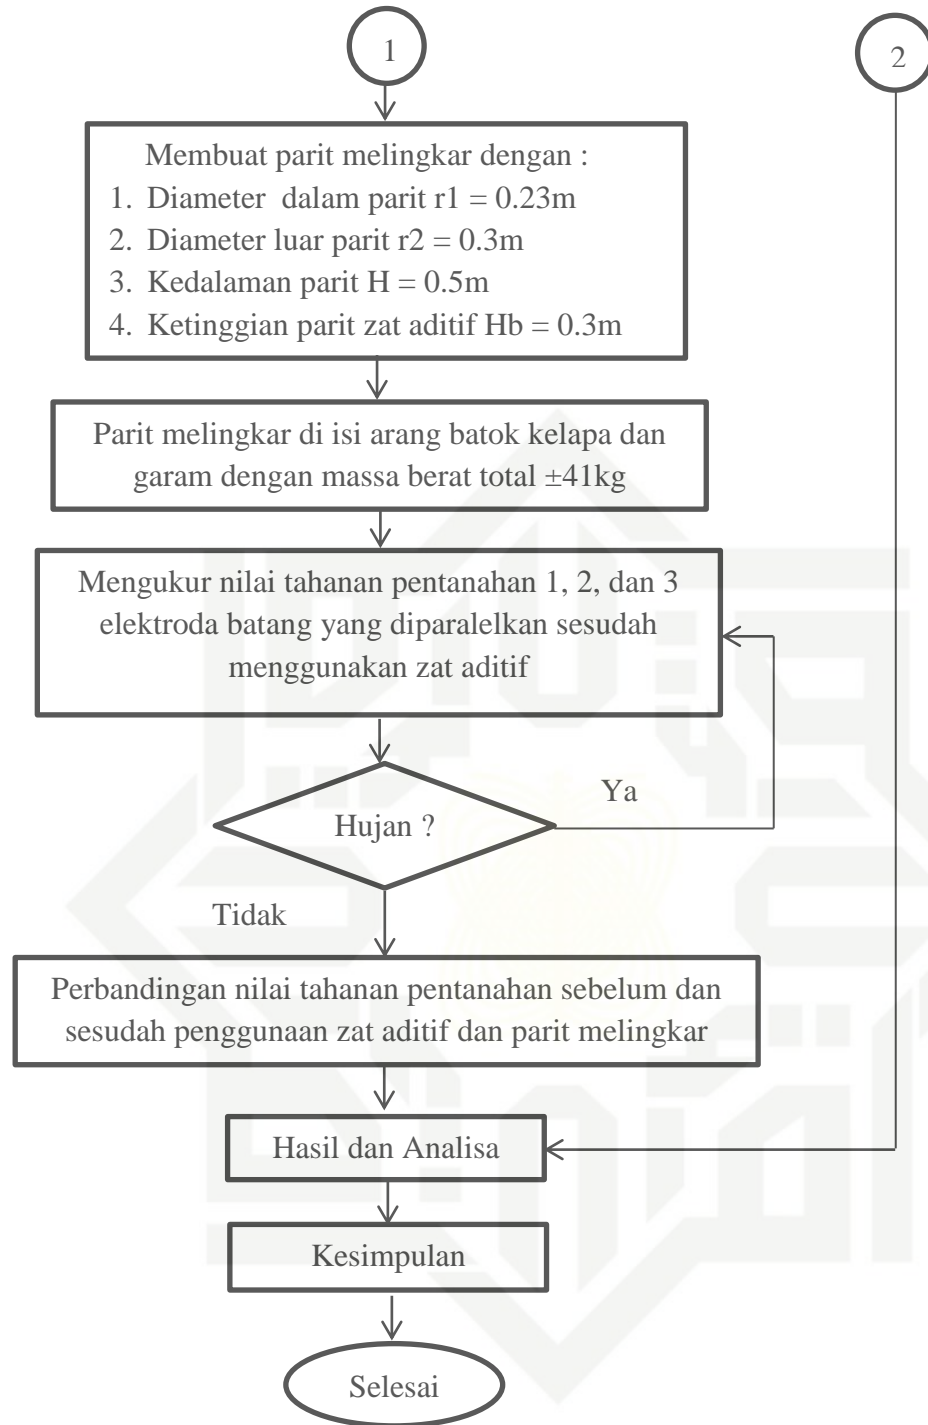 1
2
Membuat parit melingkar dengan :
1. Diameter dalam parit r1 = 0.23m
2. Diameter luar parit r2 = 0.3m
3. Kedalaman parit H = 0.5m
4. Ketinggian parit zat aditif Hb = 0.3m
Parit melingkar di isi arang batok kelapa dan
garam dengan massa berat total ±41kg
Mengukur nilai tahanan pentanahan 1, 2, dan 3
elektroda batang yang diparalelkan sesudah
menggunakan zat aditif
Ya
Hujan ?
Tidak
Perbandingan nilai tahanan pentanahan sebelum dan
sesudah penggunaan zat aditif dan parit melingkar
Hasil dan Analisa
Kesimpulan
Selesai